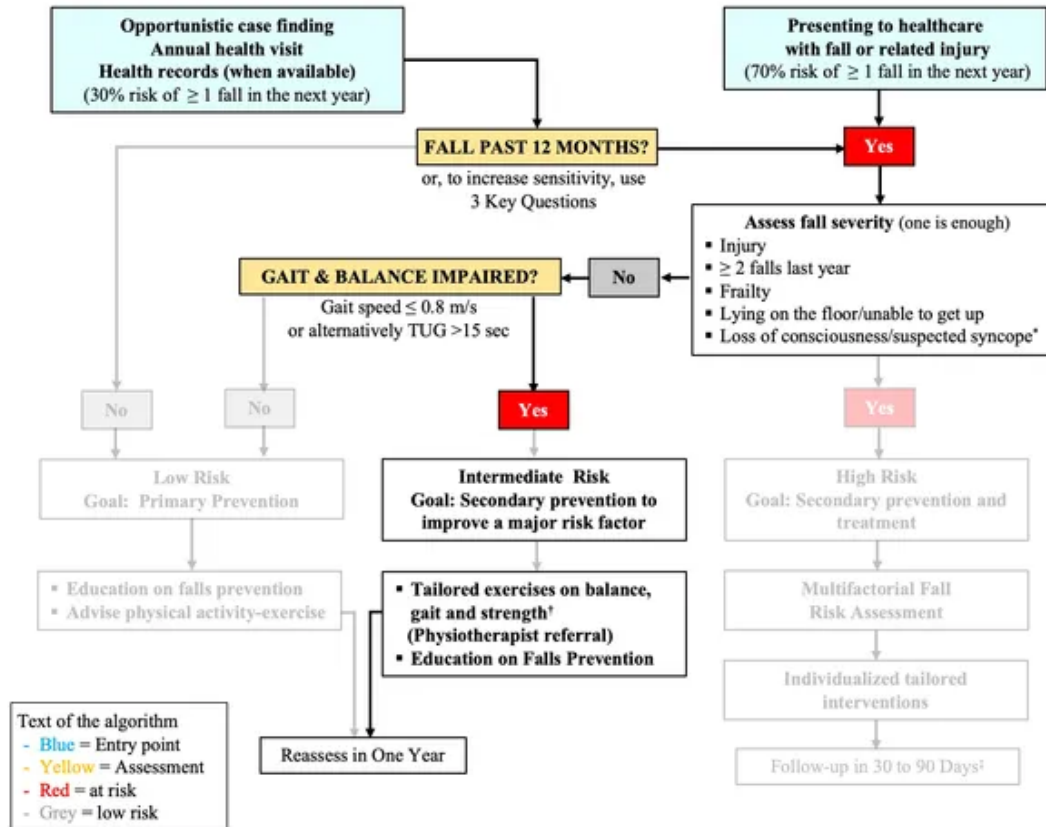 Opportunistic case finding
Annual health visit
Health records (when available)
(30% risk of ≥ 1 fall in the next year)
Presenting to healthcare
with fall or related injury
(70% risk of ≥ 1 fall in the next year)
FALL PAST 12 MONTHS?
Yes
or, to increase sensitivity, use
3 Key Questions
Assess fall severity (one is enough)
▪ Injury
▪ ≥ 2 falls last year
▪ Frailty
▪ Lying on the floor/unable to get up
▪ Loss of consciousness/suspected syncope*
No
GAIT & BALANCE IMPAIRED?
Gait speed ≤ 0.8 m/s
or alternatively TUG >15 sec
No
No
Yes
Yes
Low Risk
Goal: Primary Prevention
Intermediate Risk
Goal: Secondary prevention to
improve a major risk factor
High Risk
Goal: Secondary prevention and
treatment
▪ Education on falls prevention
▪ Advise physical activity-exercise
▪ Tailored exercises on balance,
gait and strength†
(Physiotherapist referral)
▪ Education on Falls Prevention
Multifactorial Fall
Risk Assessment
Individualized tailored
interventions
Reassess in One Year
Follow-up in 30 to 90 Days‡
Text of the algorithm
- Blue = Entry point
- Yellow = Assessment
- Red = at risk
- Grey = low risk